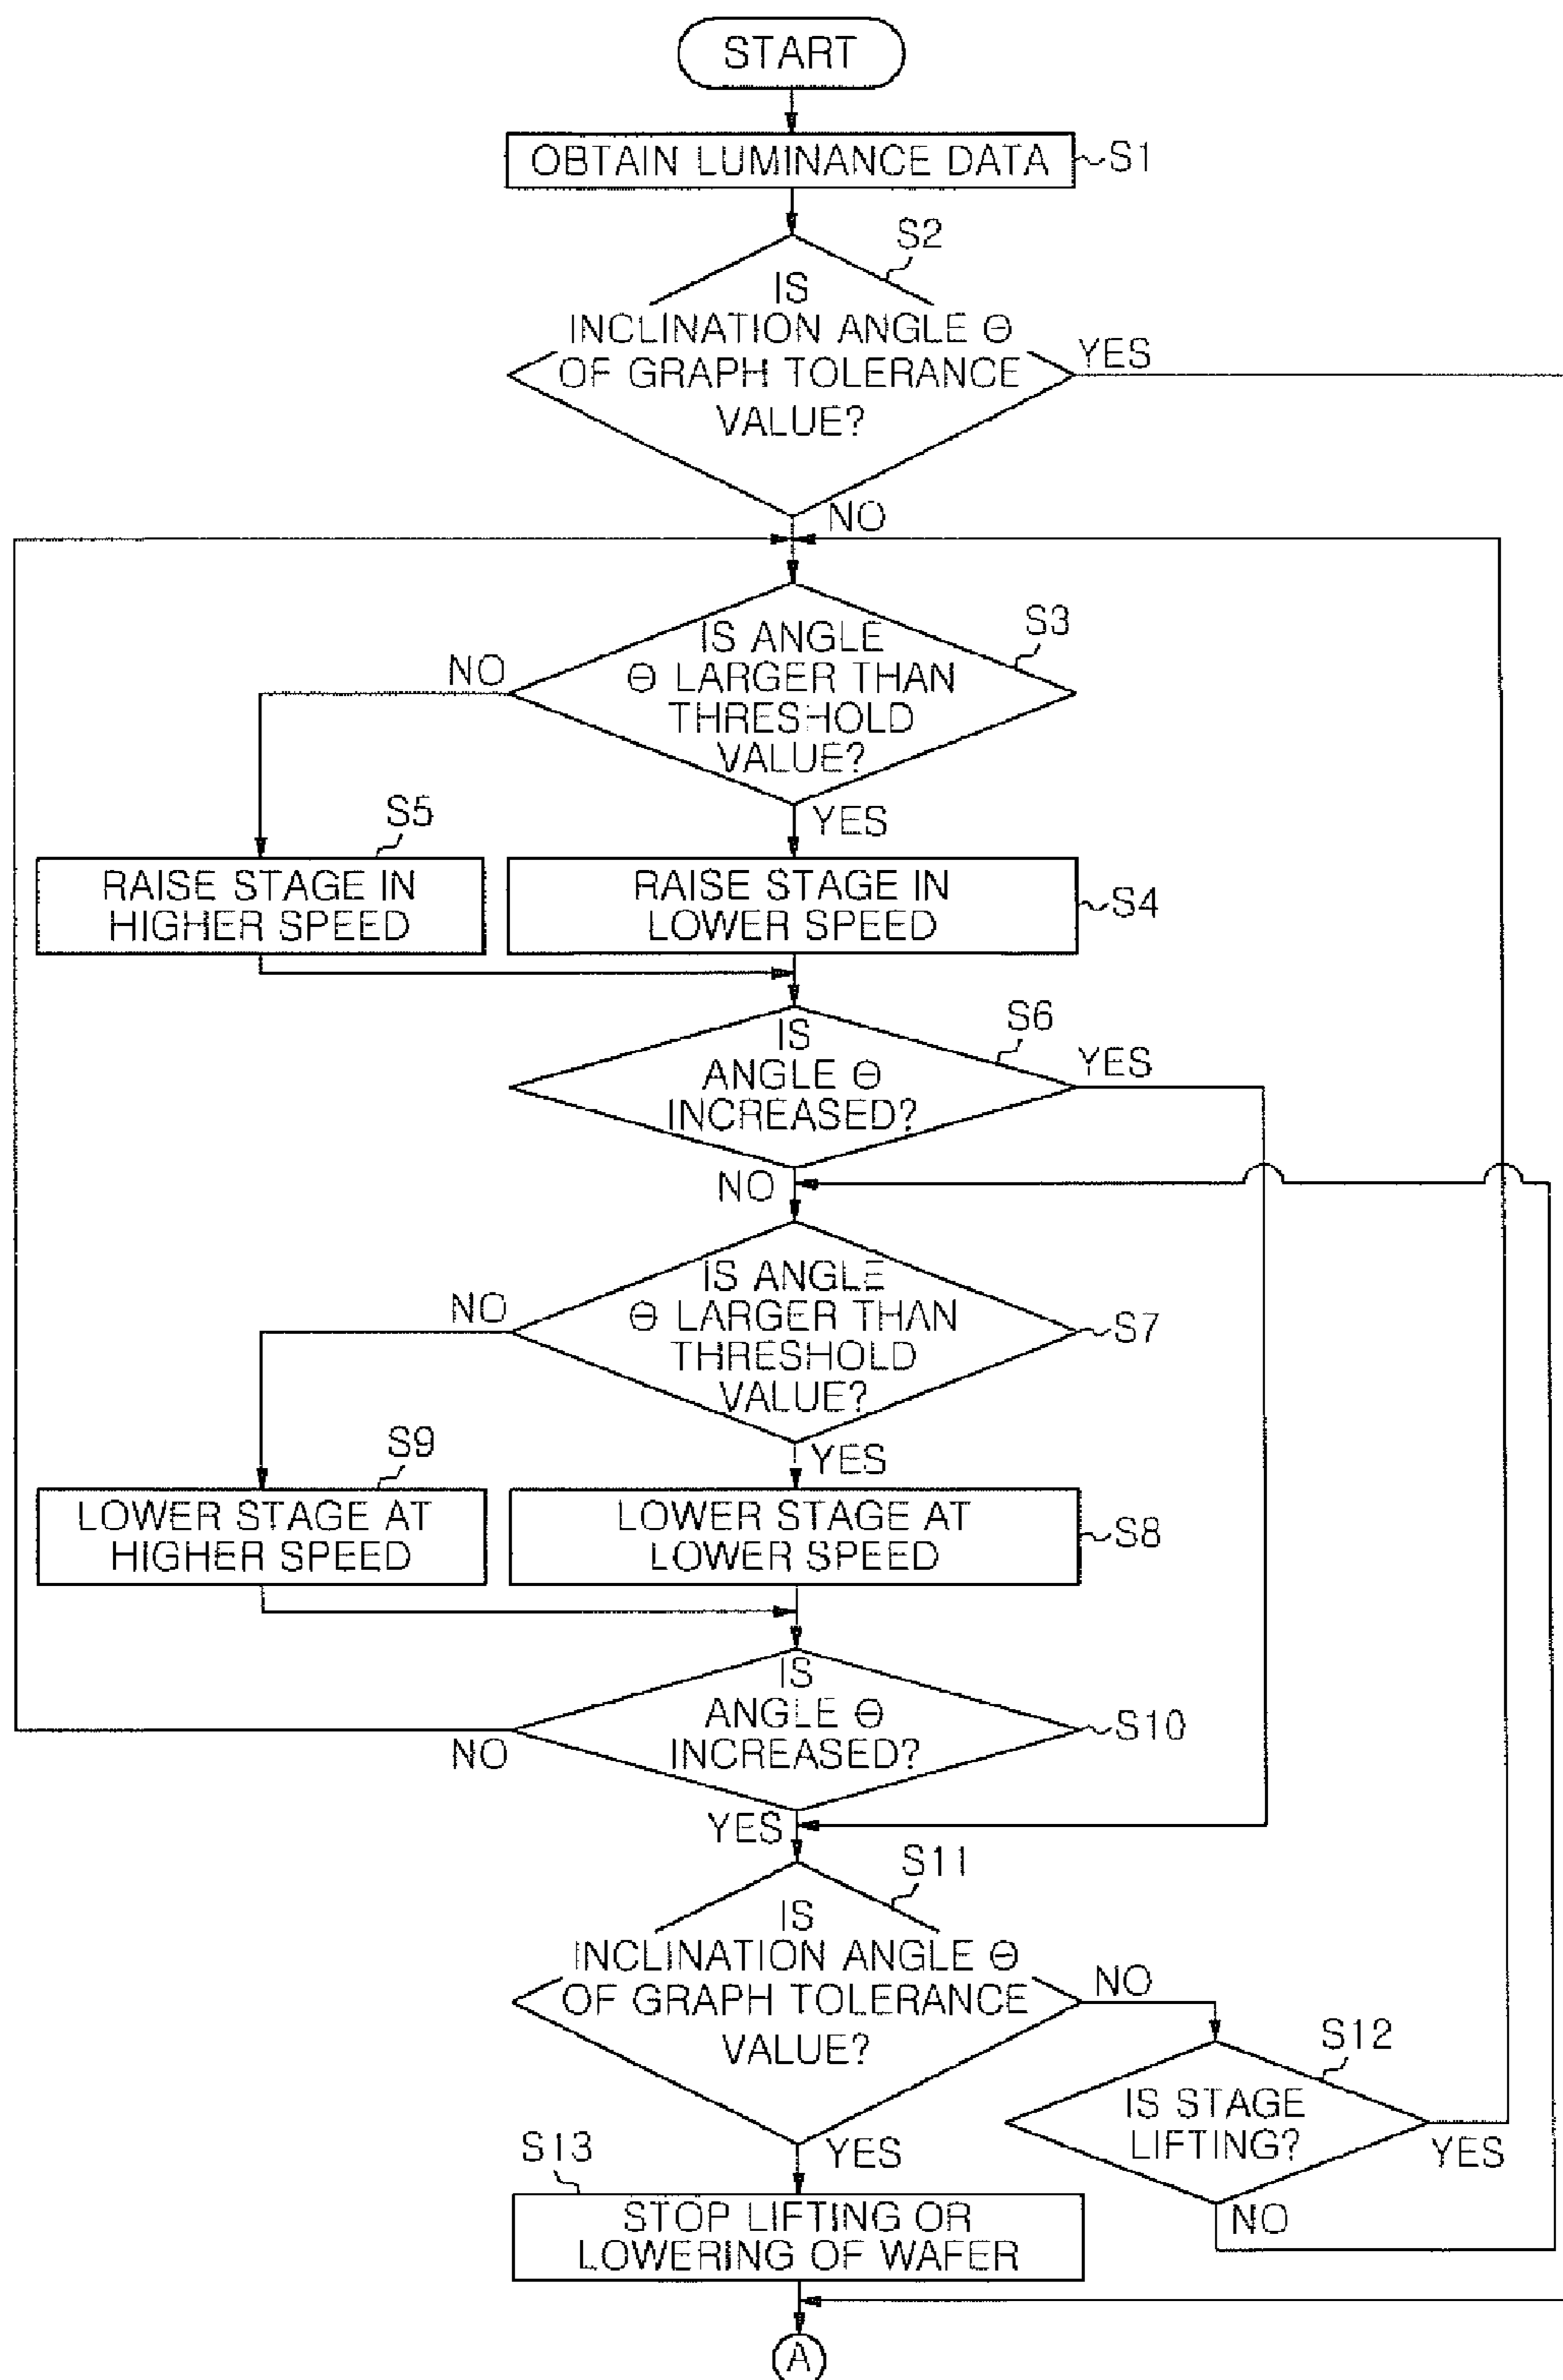 START
OBTAIN LUMINANCE DATA
S1
S2
IS
INCLINATION ANGLE Θ
OF GRAPH TOLERANCE
VALUE?
YES
NO
S3
IS ANGLE
Θ LARGER THAN
THRESHOLD
VALUE?
NO
YES
S5
RAISE STAGE IN
HIGHER SPEED
RAISE STAGE IN
LOWER SPEED
S4
S6
IS
ANGLE Θ
INCREASED?
YES
NO
IS ANGLE
Θ LARGER THAN
THRESHOLD
VALUE?
S7
NO
YES
S9
LOWER STAGE AT
HIGHER SPEED
LOWER STAGE AT
LOWER SPEED
S8
IS
ANGLE Θ
INCREASED?
S10
NO
YES
S11
IS
INCLINATION ANGLE Θ
OF GRAPH TOLERANCE
VALUE?
NO
S12
IS STAGE
LIFTING?
YES
NO
YES
S13
STOP LIFTING OR
LOWERING OF WAFER
A